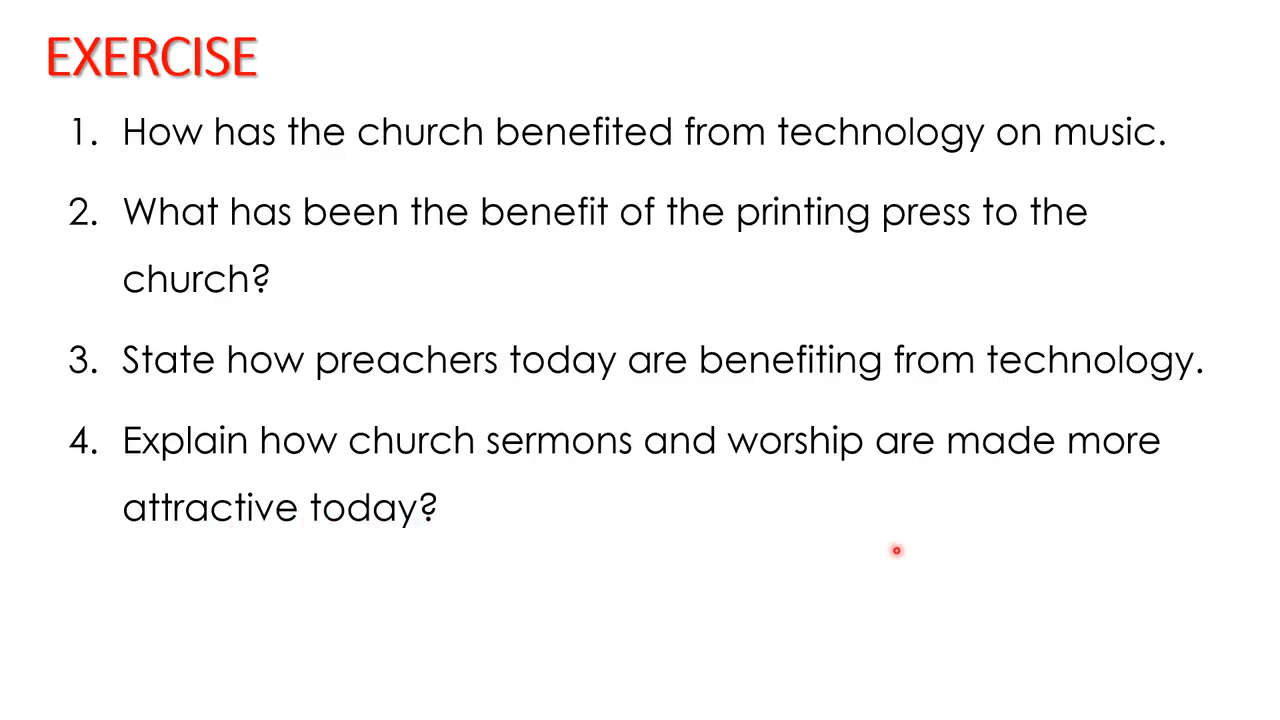 EXERCISE
1. How has the church benefited from technology on music.
2. What has been the benefit of the printing press to the
church?
3. State how preachers today are benefiting from technology.
4. Explain how church sermons and worship are made more
attractive today?